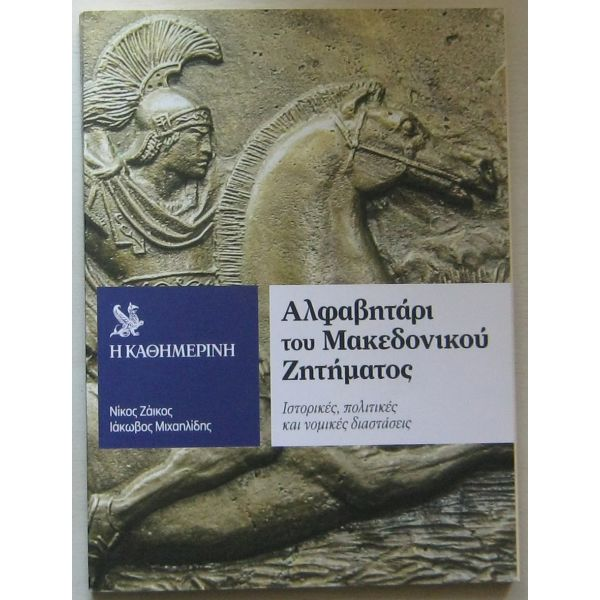 Αλφαβητάρι
του Μακεδονικού
Ζητήματος
Ιστορικές, πολιτικές
και νομικές διαστάσεις
Η ΚΑΘΗΜΕΡΙΝΗ
Νίκος Ζάικος
Ιάκωβος Μιχαηλίδης